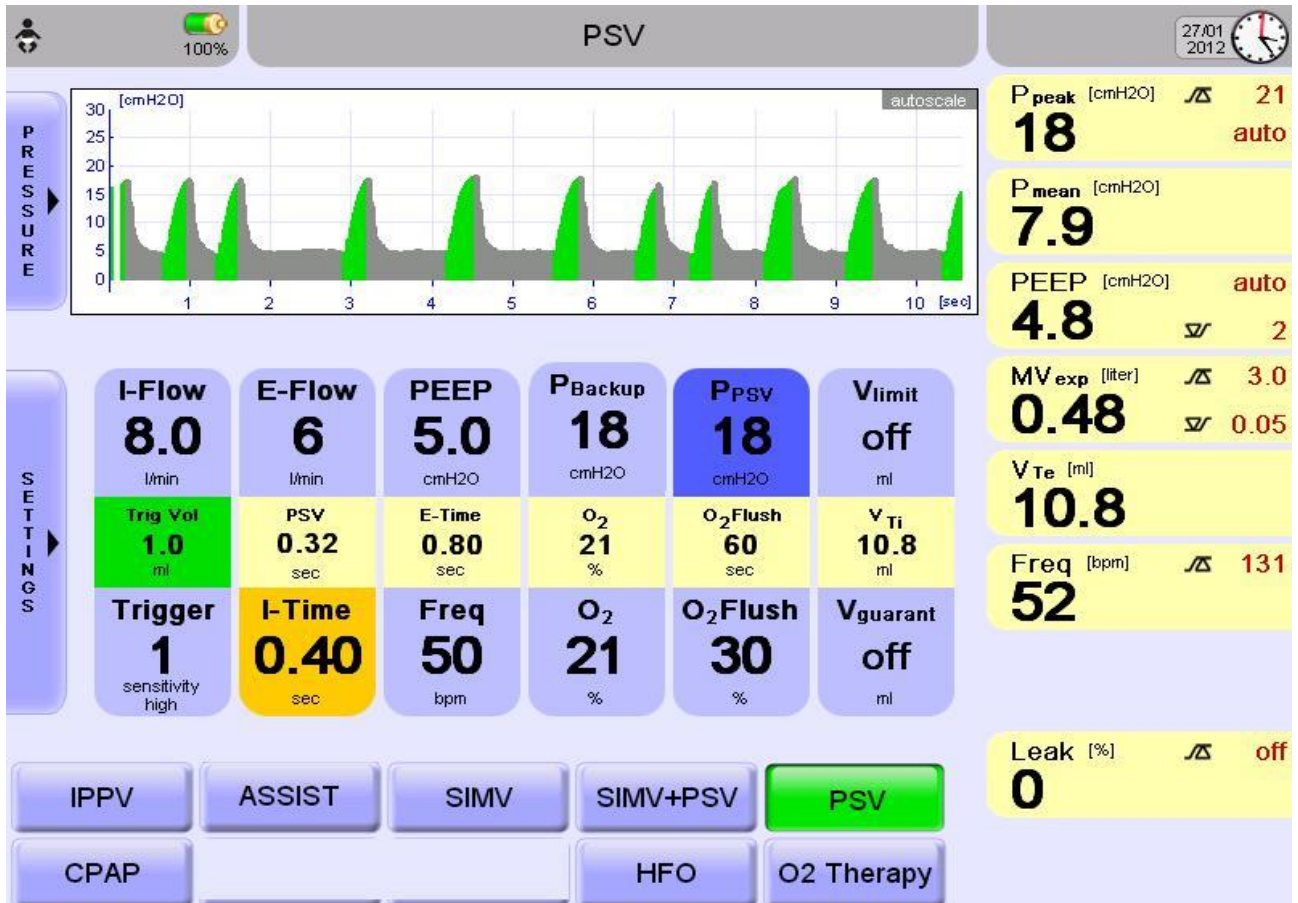 100%
PSV
27/01
2012
PRESSURE
[cmH2O]
autoscale
30
25
20
15
10
5
0
1 2 3 4 5 6 7 8 9 10 [sec]
P peak [cmH2O] 21
18 auto
P mean [cmH2O]
7.9
PEEP [cmH2O] auto
4.8 2
MV exp [liter] 3.0
0.48 0.05
V Te [ml]
10.8
Freq [bpm] 131
52
Leak [%] off
0
SETTINGS
I-Flow E-Flow PEEP PBackup PPSV Vlimit
8.0 6 5.0 18 18 off
l/min l/min cmH2O cmH2O cmH2O ml
Trig Vol PSV E-Time O2 O2Flush VTi
1.0 0.32 0.80 21 60 10.8
ml sec sec % sec ml
Trigger I-Time Freq O2 O2Flush Vguarant
1 0.40 50 21 30 off
sensitivity sec bpm % % ml
high
IPPV ASSIST SIMV SIMV+PSV PSV
CPAP HFO O2 Therapy